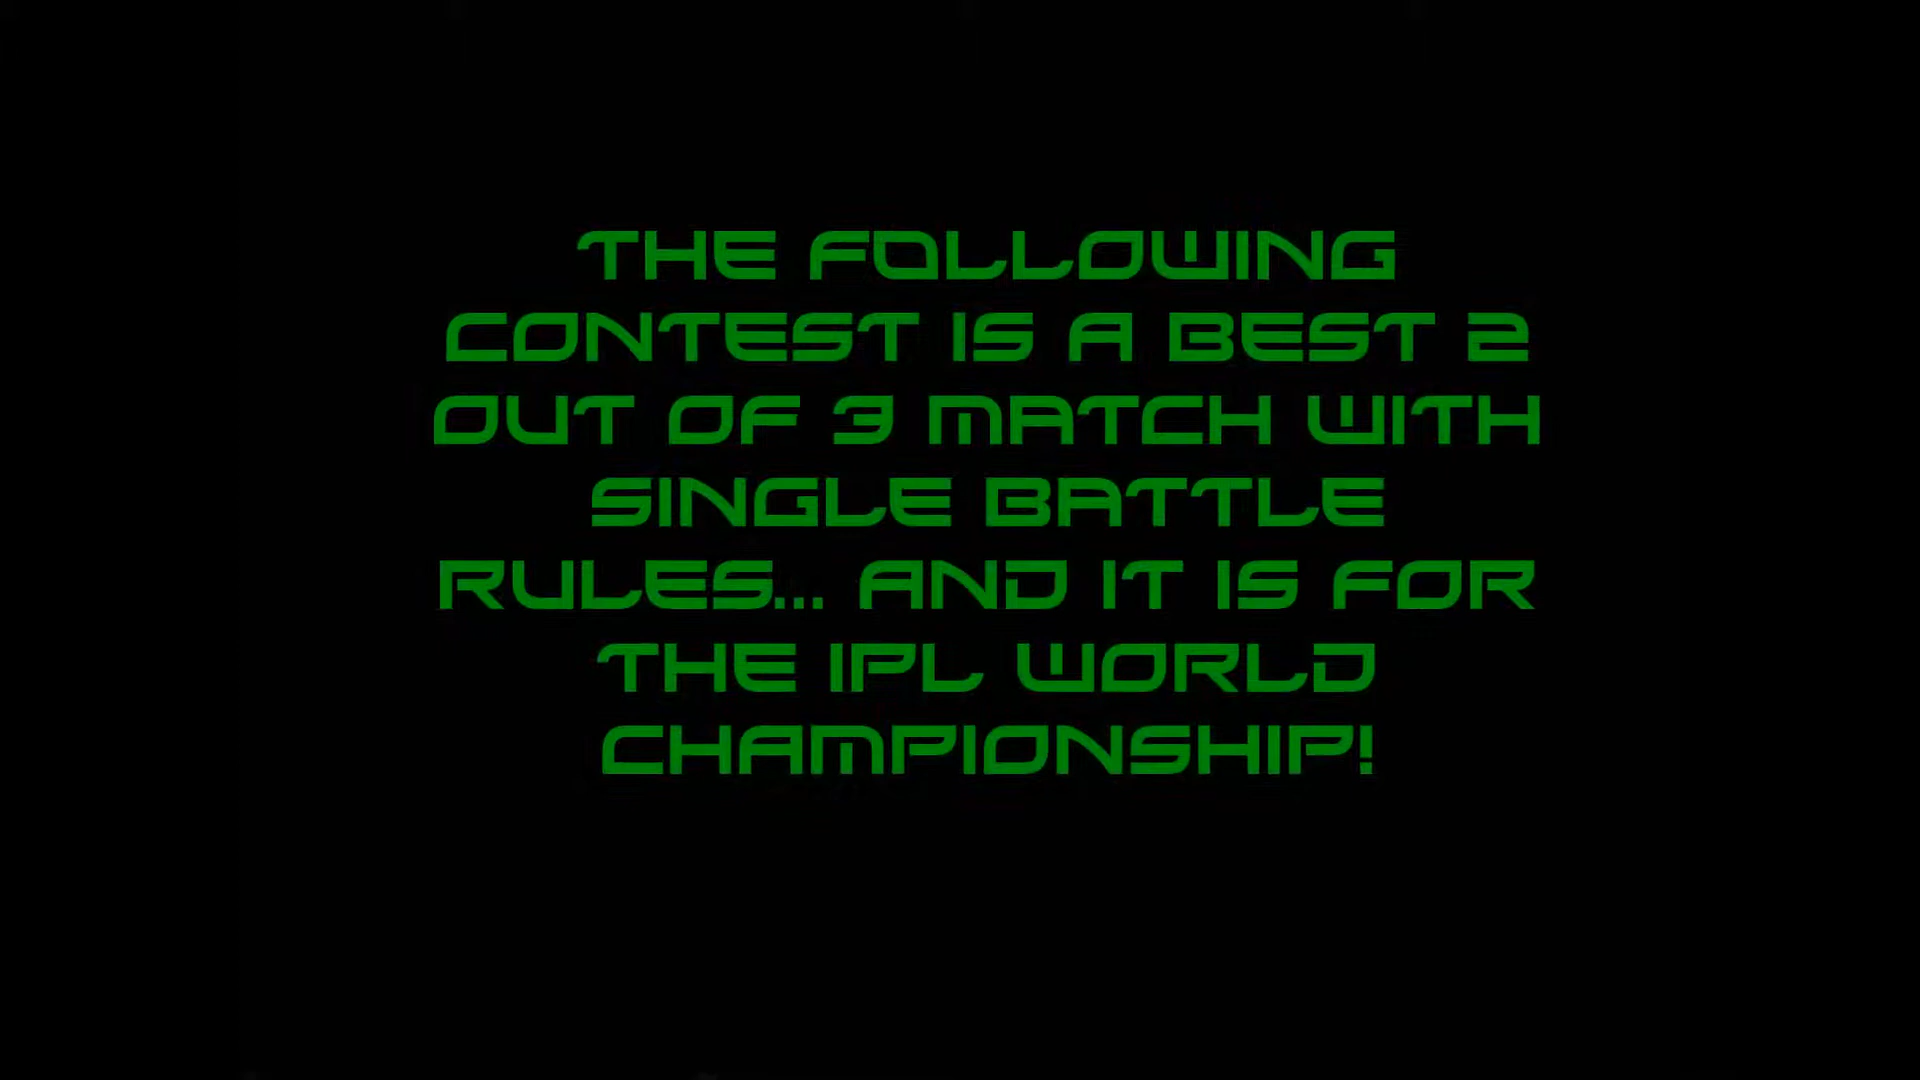 THE FOLLOWING
CONTEST IS A BEST 2
OUT OF 3 MATCH WITH
SINGLE BATTLE
RULES... AND IT IS FOR
THE IPL WORLD
CHAMPIONSHIP!